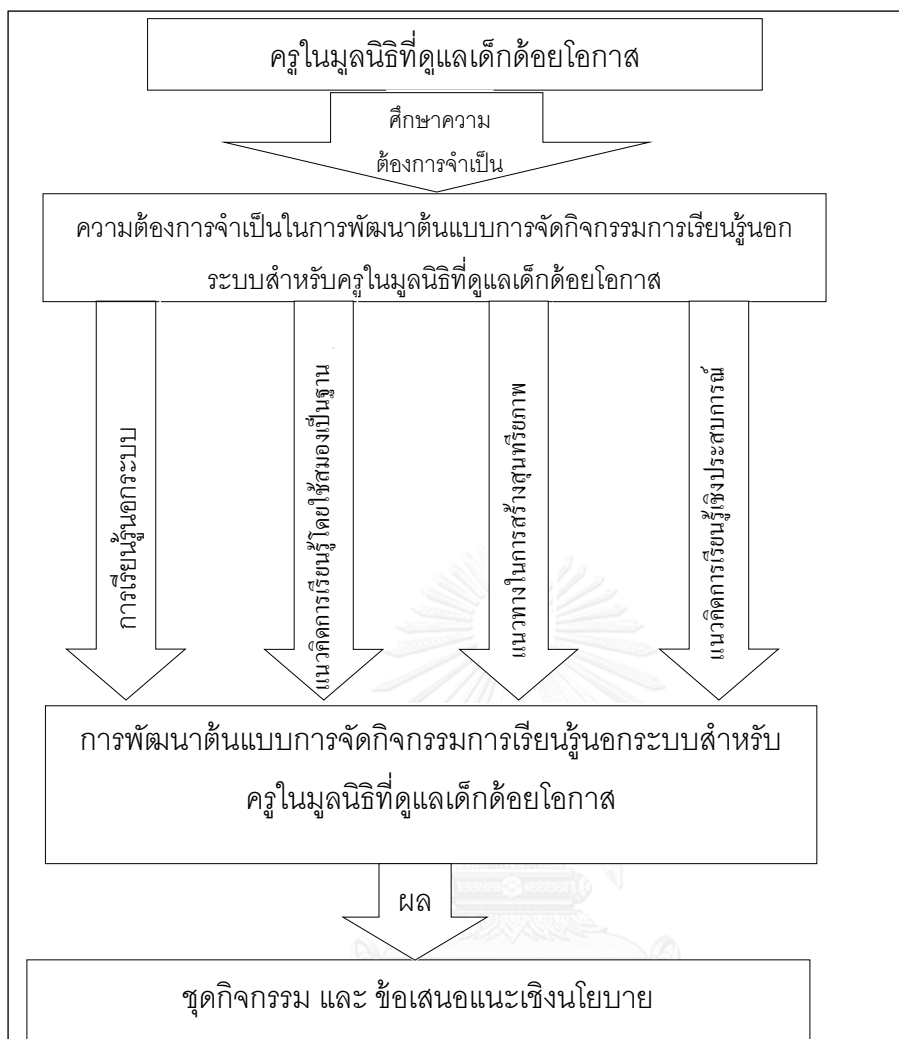 ครูในมูลนิธิที่ดูแลเด็กด้อยโอกาส
ศึกษาความ
ต้องการจำเป็น
ความต้องการจำเป็นในการพัฒนาต้นแบบการจัดกิจกรรมการเรียนรู้นอก
ระบบสำหรับครูในมูลนิธิที่ดูแลเด็กด้อยโอกาส
การเรียนรู้นอกระบบ
แนวคิดการเรียนรู้โดยใช้สมองเป็นฐาน
แนวทางในการสร้างสุนทรียภาพ
แนวคิดการเรียนรู้เชิงประสบการณ์
การพัฒนาต้นแบบการจัดกิจกรรมการเรียนรู้นอกระบบสำหรับ
ครูในมูลนิธิที่ดูแลเด็กด้อยโอกาส
ผล
ชุดกิจกรรม และ ข้อเสนอแนะเชิงนโยบาย